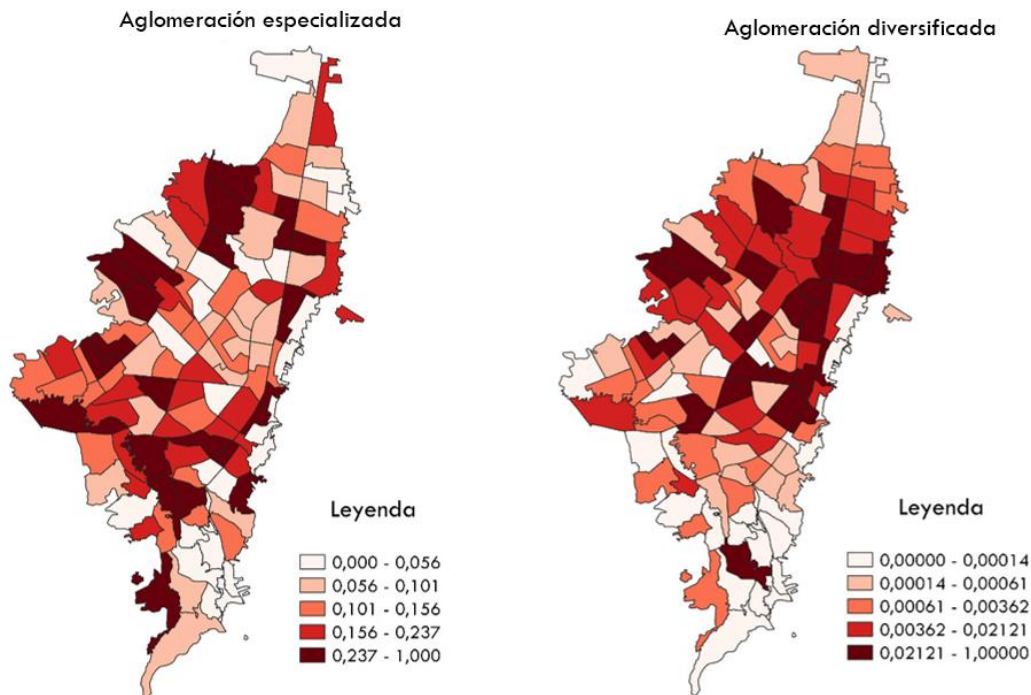 Aglomeración especializada
Leyenda
0,000 - 0,056
0,056 - 0,101
0,101 - 0,156
0,156 - 0,237
0,237 - 1,000
Aglomeración diversificada
Leyenda
0,00000 - 0,00014
0,00014 - 0,00061
0,00061 - 0,00362
0,00362 - 0,02121
0,02121 - 1,00000